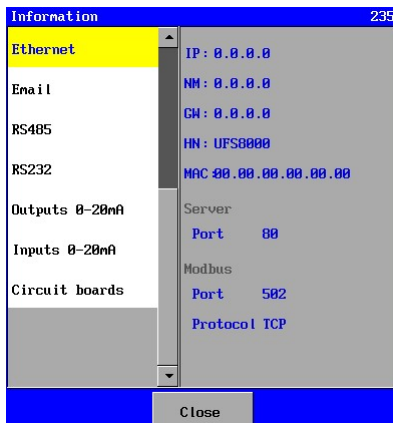 Information 235
Ethernet
Email
RS485
RS232
Outputs 0-20mA
Inputs 0-20mA
Circuit boards
IP: 0.0.0.0
NM: 0.0.0.0
GW: 0.0.0.0
HN: UFS8000
MAC:00.00.00.00.00.00
Server
Port 80
Modbus
Port 502
Protocol TCP
Close